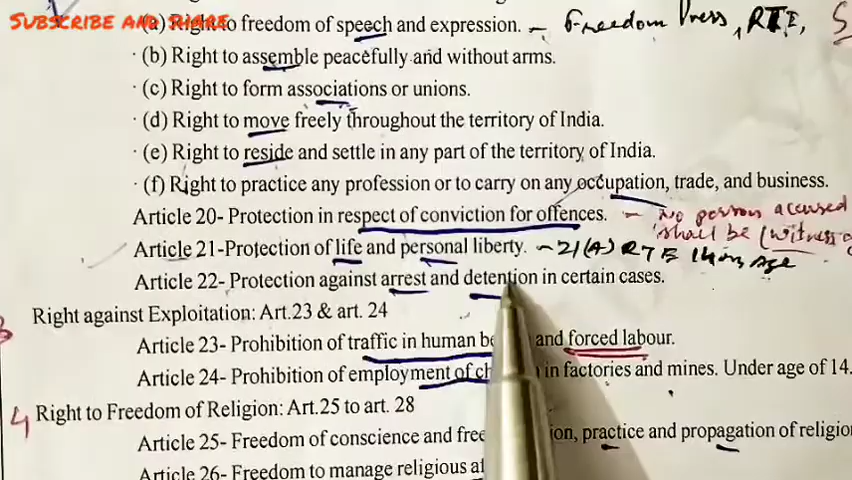 SUBSCRIBE AND SHARE
(a) Right to freedom of speech and expression. – Freedom Press, RTI, S
(b) Right to assemble peacefully and without arms.
(c) Right to form associations or unions.
(d) Right to move freely throughout the territory of India.
(e) Right to reside and settle in any part of the territory of India.
(f) Right to practice any profession or to carry on any occupation, trade, and business.
Article 20- Protection in respect of conviction for offences. – No person accused
shall be (witness
Article 21-Protection of life and personal liberty. – 21(A) RTE Age
Article 22- Protection against arrest and detention in certain cases.
Right against Exploitation: Art.23 & art. 24
Article 23- Prohibition of traffic in human be and forced labour.
Article 24- Prohibition of employment of ch in factories and mines. Under age of 14.
4 Right to Freedom of Religion: Art.25 to art. 28
Article 25- Freedom of conscience and free ion, practice and propagation of religio
Article 26- Freedom to manage religious af